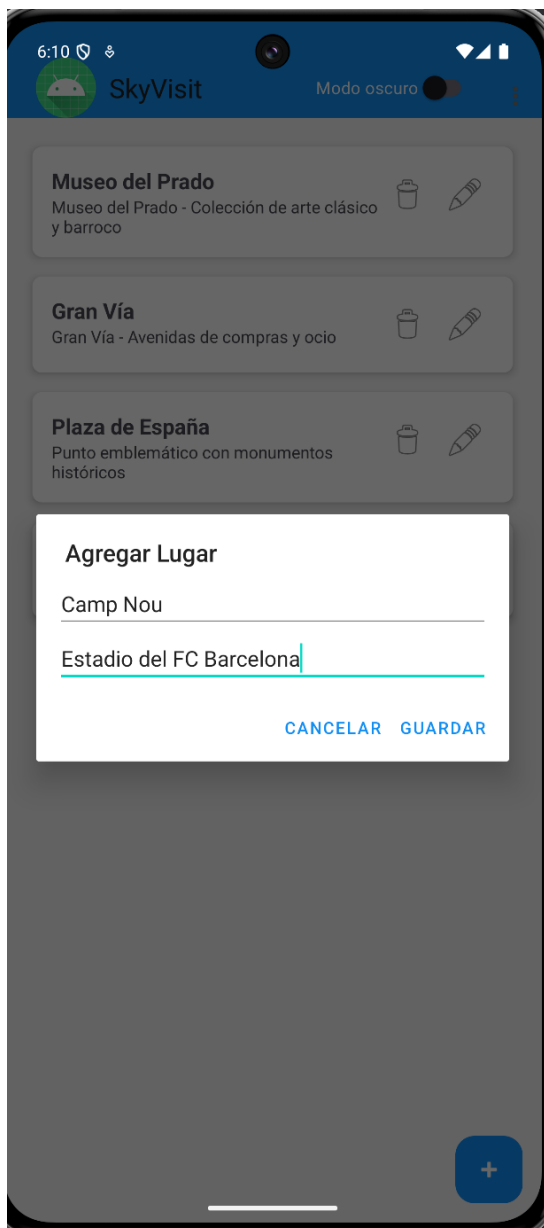 6:10
SkyVisit
Modo oscuro
Museo del Prado
Museo del Prado - Colección de arte clásico
y barroco
Gran Vía
Gran Vía - Avenidas de compras y ocio
Plaza de España
Punto emblemático con monumentos
históricos
Agregar Lugar
Camp Nou
Estadio del FC Barcelona
CANCELAR GUARDAR
+